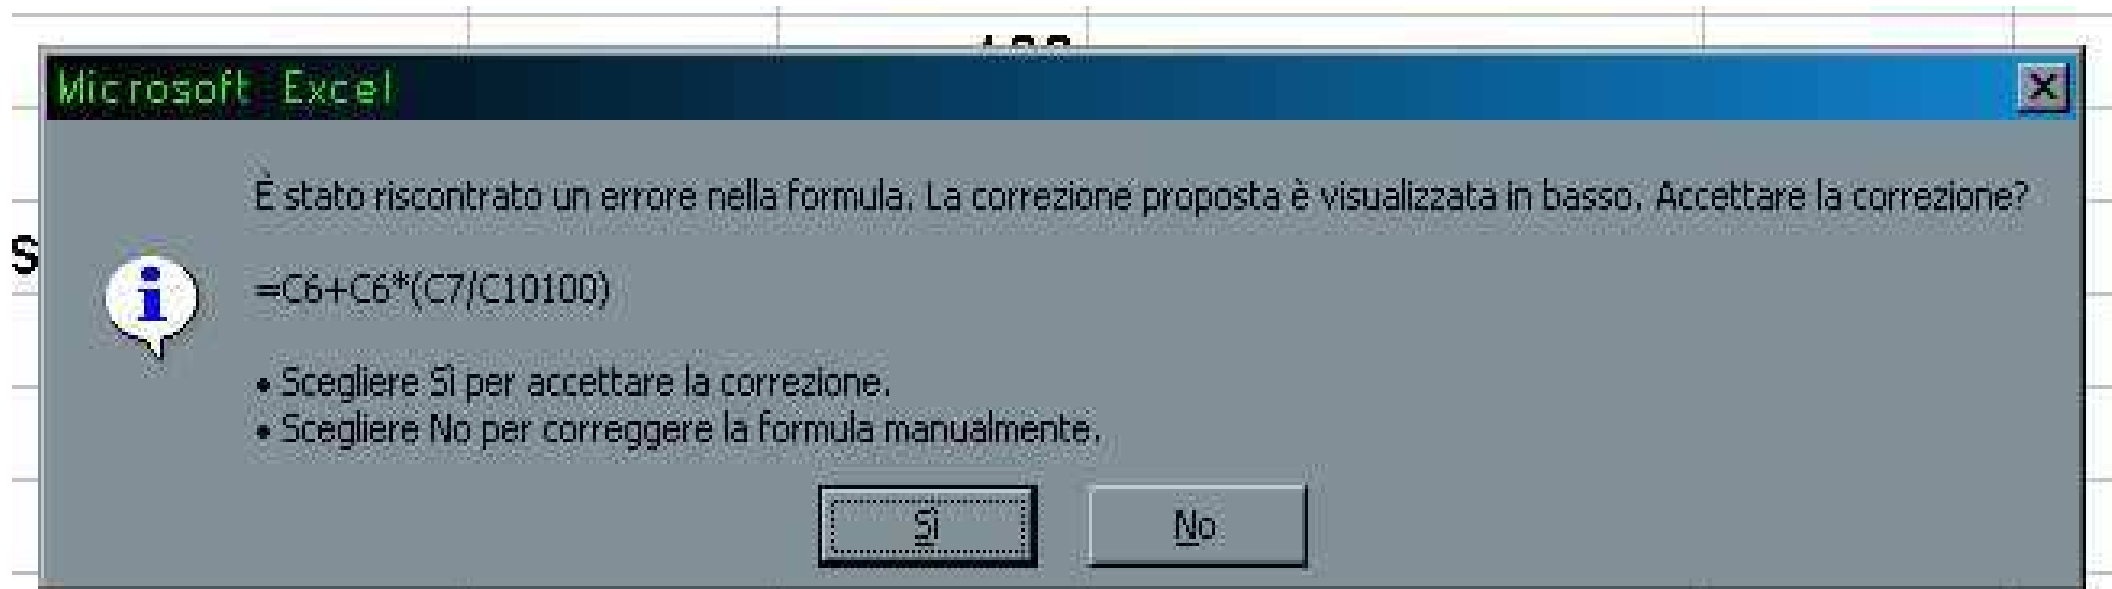 Microsoft Excel
È stato riscontrato un errore nella formula. La correzione proposta è visualizzata in basso. Accettare la correzione?
S
=C6+C6*(C7/C10100)
• Scegliere Sì per accettare la correzione.
• Scegliere No per correggere la formula manualmente.
Sì
No